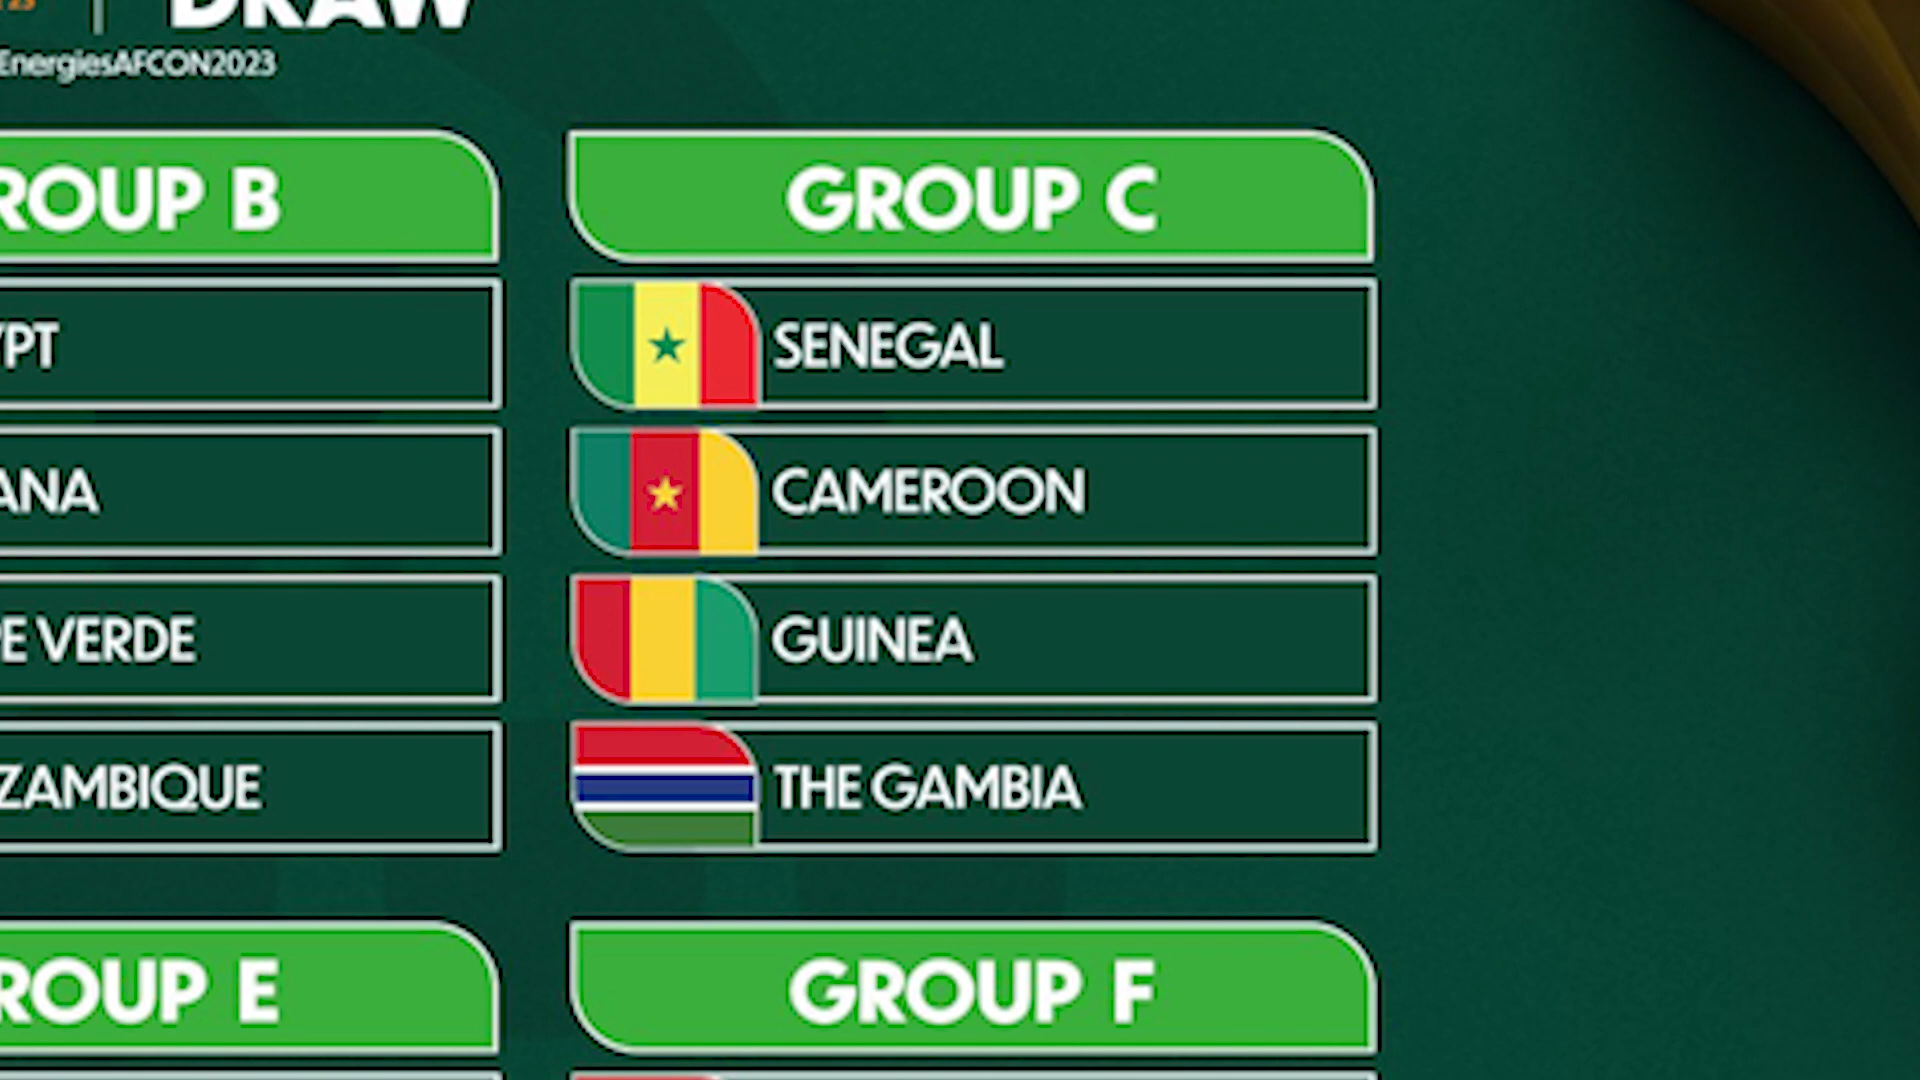 DRAW
EnergiesAFCON2023
ROUP B
GROUP C
YPT
SENEGAL
ANA
CAMEROON
E VERDE
GUINEA
ZAMBIQUE
THE GAMBIA
ROUP E
GROUP F